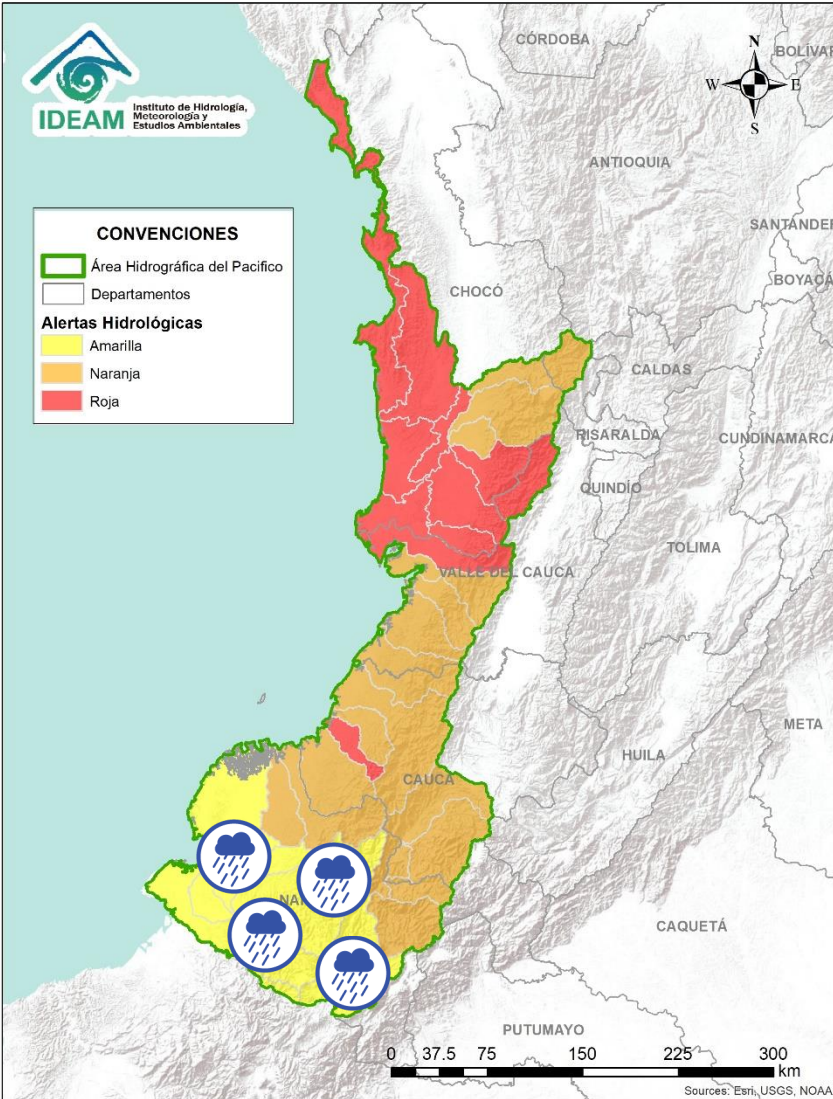 IDEAM
Instituto de Hidrología,
Meteorología y
Estudios Ambientales
N
W
E
S
CÓRDOBA
BOLÍVAR
ANTIOQUIA
SANTANDER
BOYACÁ
CONVENCIONES
Área Hidrográfica del Pacifico
Departamentos
Alertas Hidrológicas
Amarilla
Naranja
Roja
CHOCÓ
CALDAS
RISARALDA
CUNDINAMARCA
QUINDÍO
TOLIMA
VALLE DEL CAUCA
META
HUILA
CAUCA
NA
CAQUETÁ
PUTUMAYO
0 37.5 75 150 225 300
km
Sources: Esri, USGS, NOAA